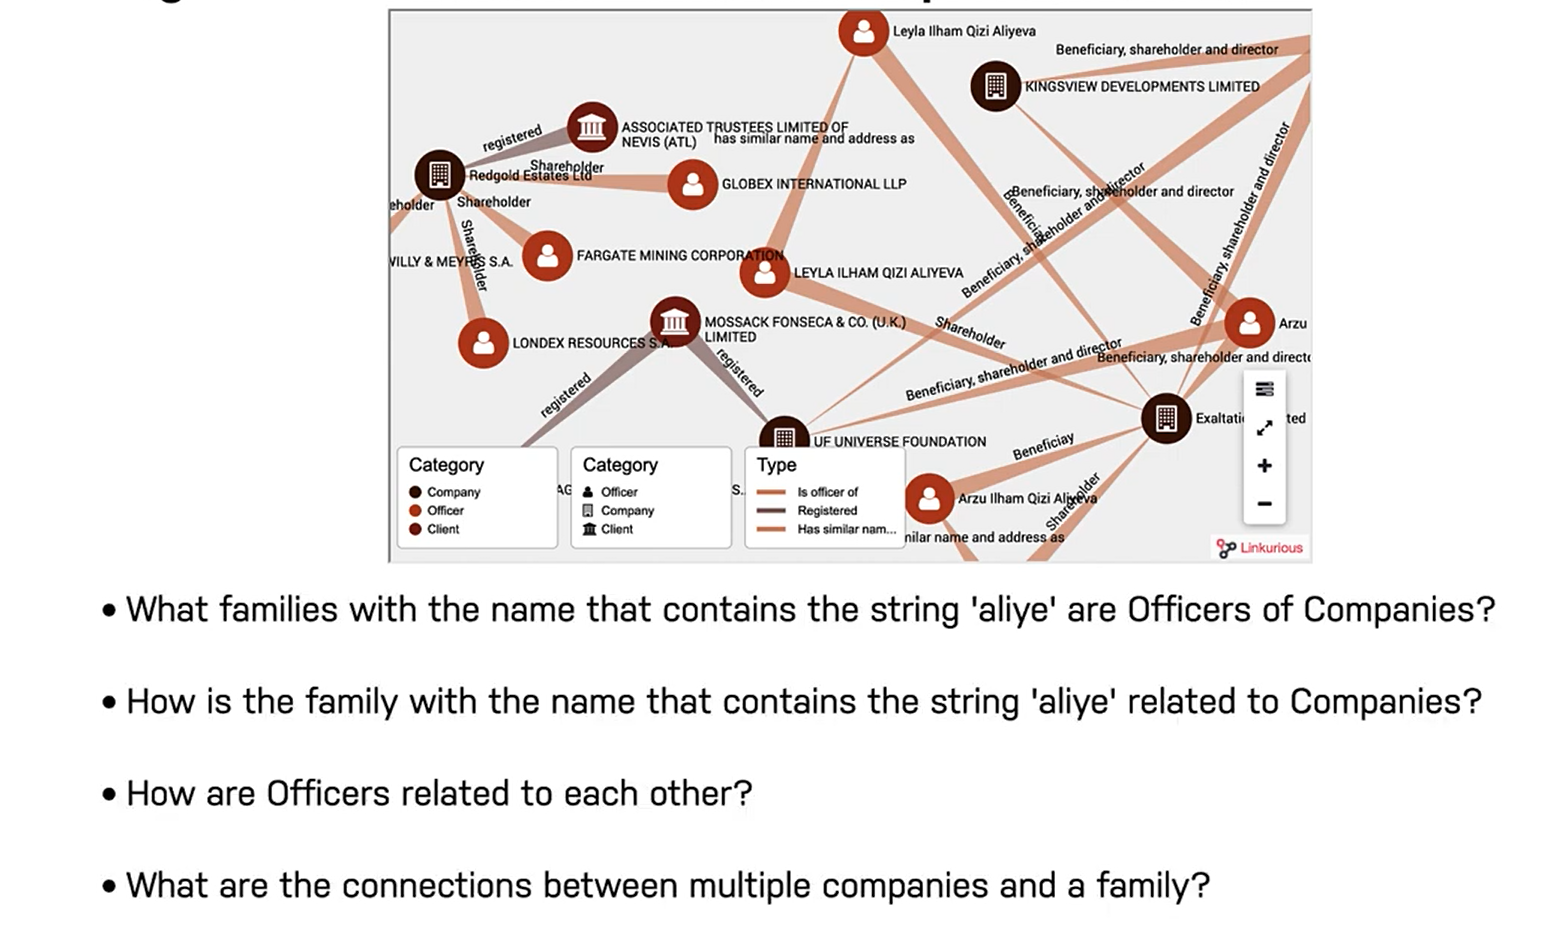 Leyla Ilham Qizi Aliyeva
Beneficiary, shareholder and director
KINGSVIEW DEVELOPMENTS LIMITED
registered
ASSOCIATED TRUSTEES LIMITED OF
NEVIS (ATL)
has similar name and address as
Shareholder
Redgold Estates Ltd
GLOBEX INTERNATIONAL LLP
eholder
Shareholder
Beneficiary, shareholder and director
Beneficiary, shareholder and director
Beneficiary, shareholder and director
Shareholder
WILLY & MEYRS S.A.
FARGATE MINING CORPORATION
LEYLA ILHAM QIZI ALIYEVA
MOSSACK FONSECA & CO. (U.K.)
LIMITED
Shareholder
Arzu
LONDEX RESOURCES S.A.
registered
registered
Beneficiary, shareholder and director
Beneficiary, shareholder and directo
Exaltati
ted
UF UNIVERSE FOUNDATION
Beneficiay
Arzu Ilham Qizi Aliyeva
Shareholder
milar name and address as
AG
S..
Category
Company
Officer
Client
Category
Officer
Company
Client
Type
Is officer of
Registered
Has similar nam...
Linkurious
• What families with the name that contains the string 'aliye' are Officers of Companies?
• How is the family with the name that contains the string 'aliye' related to Companies?
• How are Officers related to each other?
• What are the connections between multiple companies and a family?